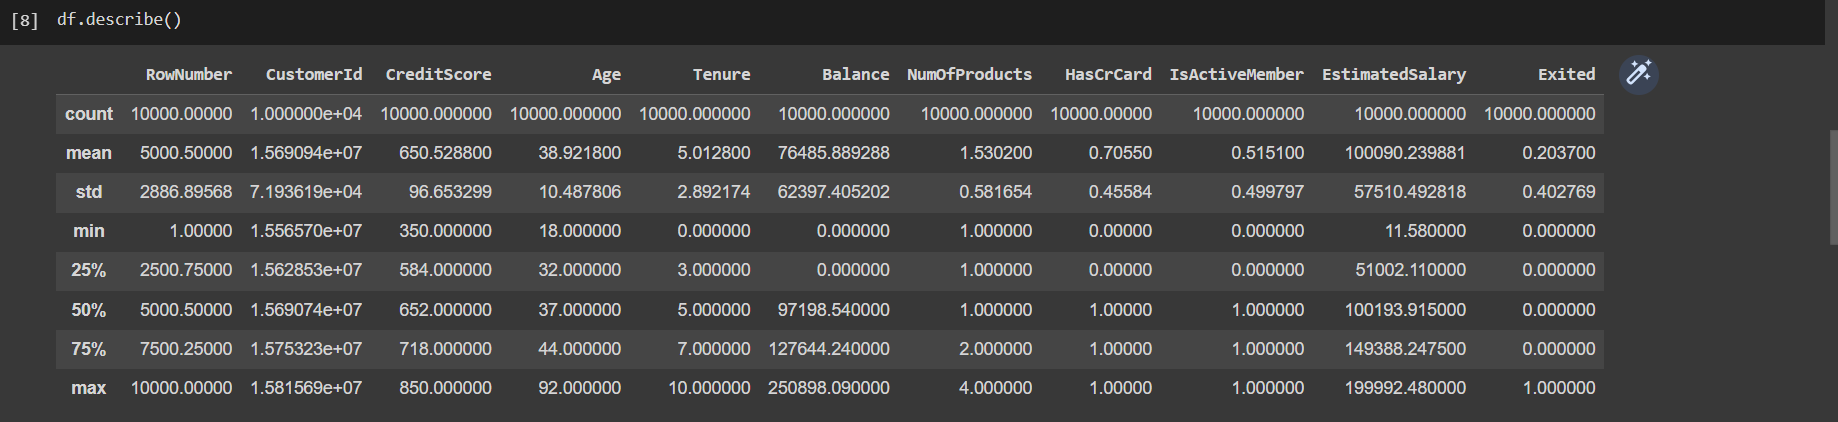 [8] df.describe()
RowNumber CustomerId CreditScore Age Tenure Balance NumOfProducts HasCrCard IsActiveMember EstimatedSalary Exited
count 10000.00000 1.000000e+04 10000.000000 10000.000000 10000.000000 10000.000000 10000.000000 10000.00000 10000.000000 10000.000000 10000.000000
mean 5000.50000 1.569094e+07 650.528800 38.921800 5.012800 76485.889288 1.530200 0.70550 0.515100 100090.239881 0.203700
std 2886.89568 7.193619e+04 96.653299 10.487806 2.892174 62397.405202 0.581654 0.45584 0.499797 57510.492818 0.402769
min 1.00000 1.556570e+07 350.000000 18.000000 0.000000 0.000000 1.000000 0.00000 0.000000 11.580000 0.000000
25% 2500.75000 1.562853e+07 584.000000 32.000000 3.000000 0.000000 1.000000 0.00000 0.000000 51002.110000 0.000000
50% 5000.50000 1.569074e+07 652.000000 37.000000 5.000000 97198.540000 1.000000 1.00000 1.000000 100193.915000 0.000000
75% 7500.25000 1.575323e+07 718.000000 44.000000 7.000000 127644.240000 2.000000 1.00000 1.000000 149388.247500 0.000000
max 10000.00000 1.581569e+07 850.000000 92.000000 10.000000 250898.090000 4.000000 1.00000 1.000000 199992.480000 1.000000